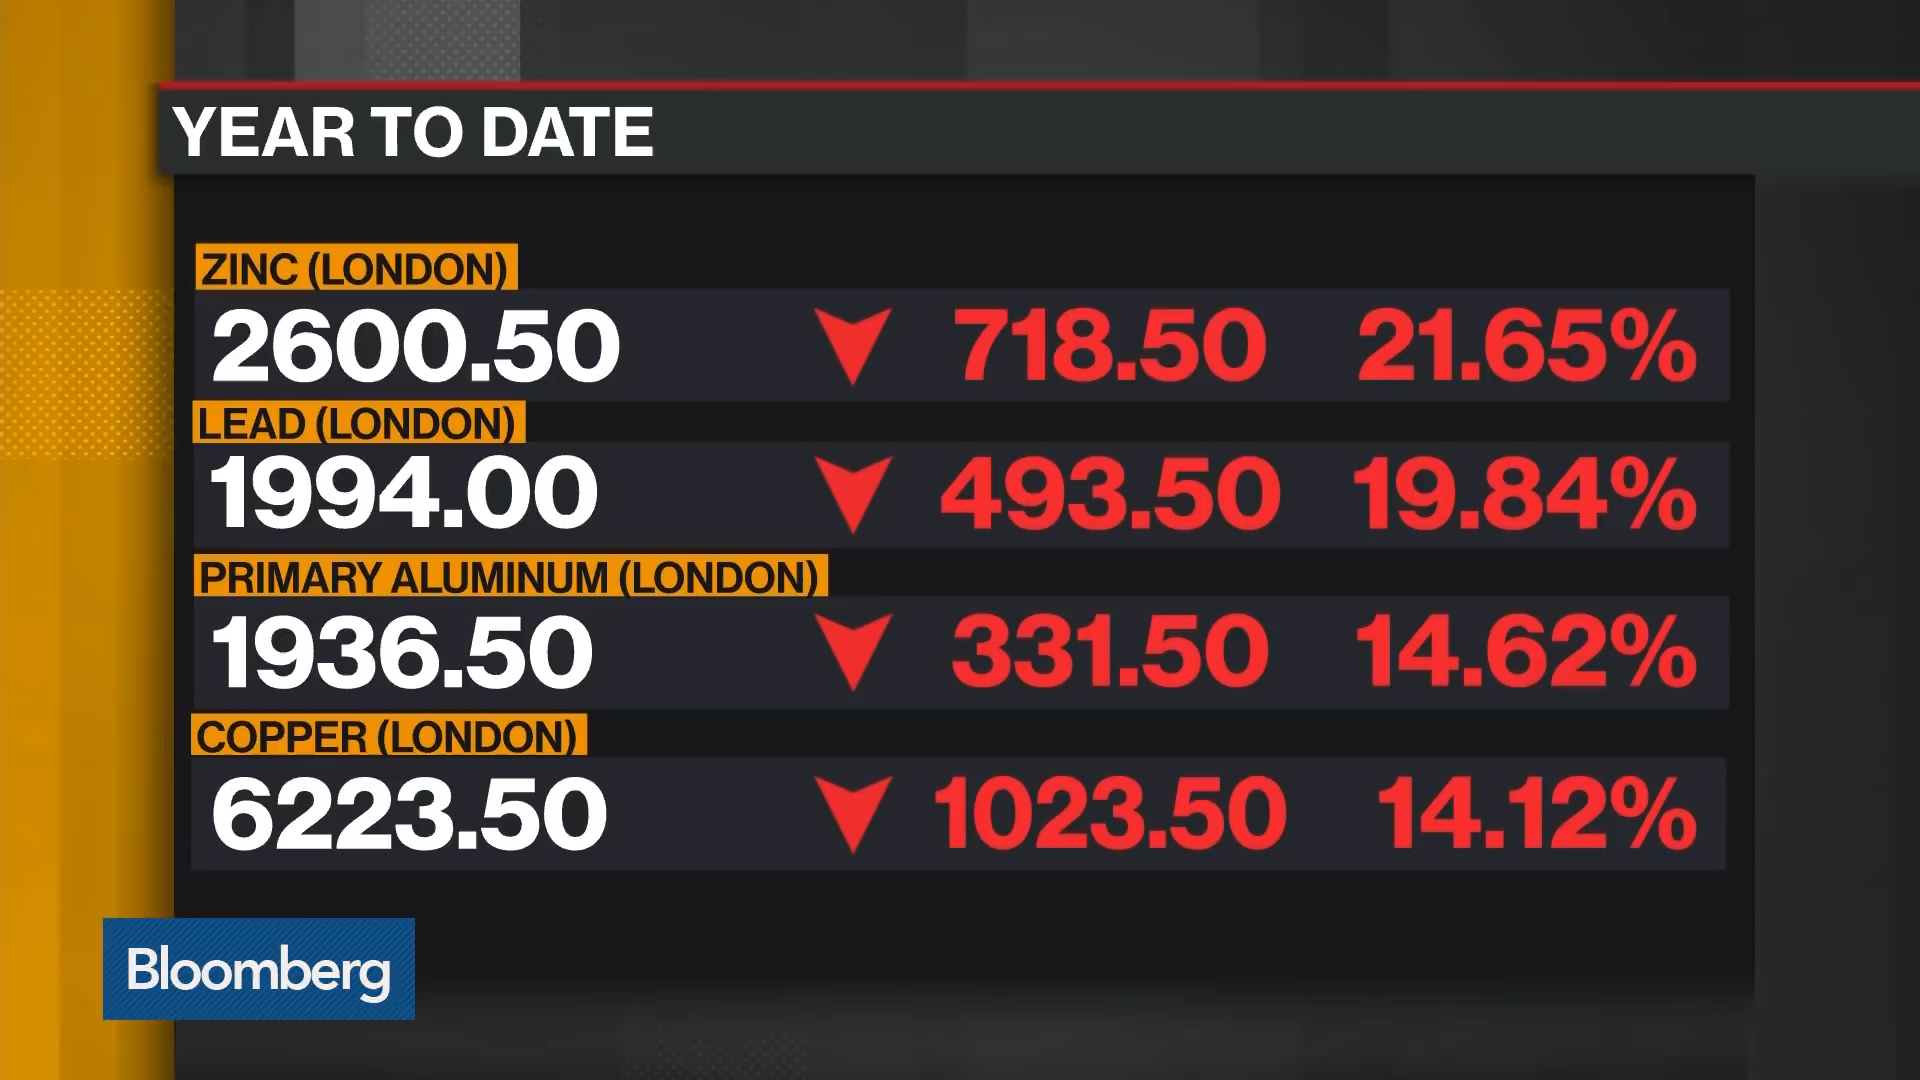 YEAR TO DATE
ZINC (LONDON)
2600.50 718.50 21.65%
LEAD (LONDON)
1994.00 493.50 19.84%
PRIMARY ALUMINUM (LONDON)
1936.50 331.50 14.62%
COPPER (LONDON)
6223.50 1023.50 14.12%
Bloomberg